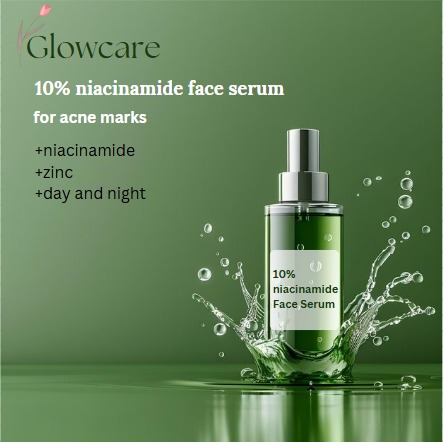 Glowcare
10% niacinamide face serum
for acne marks
+niacinamide
+zinc
+day and night
10%
niacinamide
Face Serum